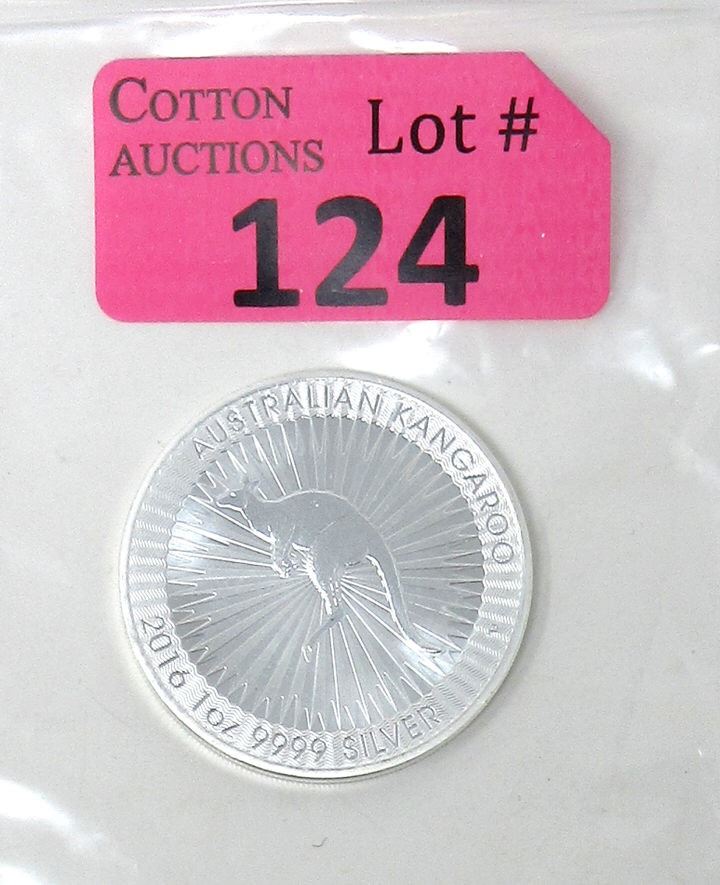 COTTON
AUCTIONS
Lot #
124
AUSTRALIAN KANGAROO
2016 1oz 9999 SILVER